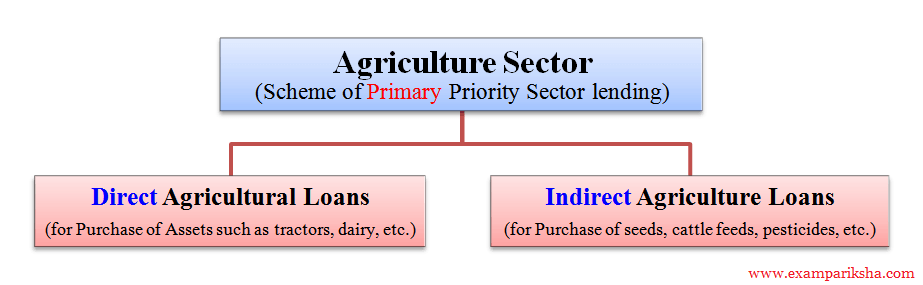 Agriculture Sector
(Scheme of Primary Priority Sector lending)
Direct Agricultural Loans
(for Purchase of Assets such as tractors, dairy, etc.)
Indirect Agriculture Loans
(for Purchase of seeds, cattle feeds, pesticides, etc.)
www.exampariksha.com